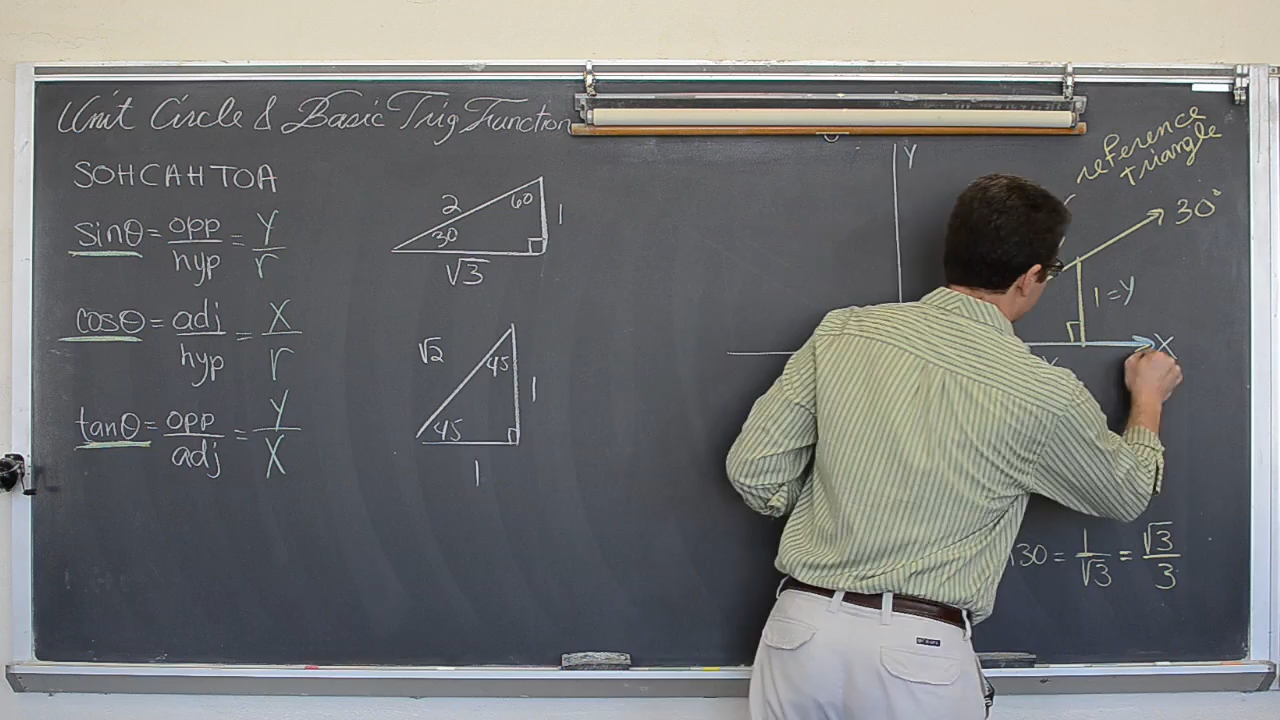 Unit Circle & Basic Trig Function
SOHCAHTOA
sinθ = opp/hyp = Y/r
cosθ = adj/hyp = X/r
tanθ = opp/adj = Y/X
2
60
30
1
√3
√2
45
45
1
1
Y
reference
triangle
30°
1=Y
X
30 = 1/√3 = √3/3